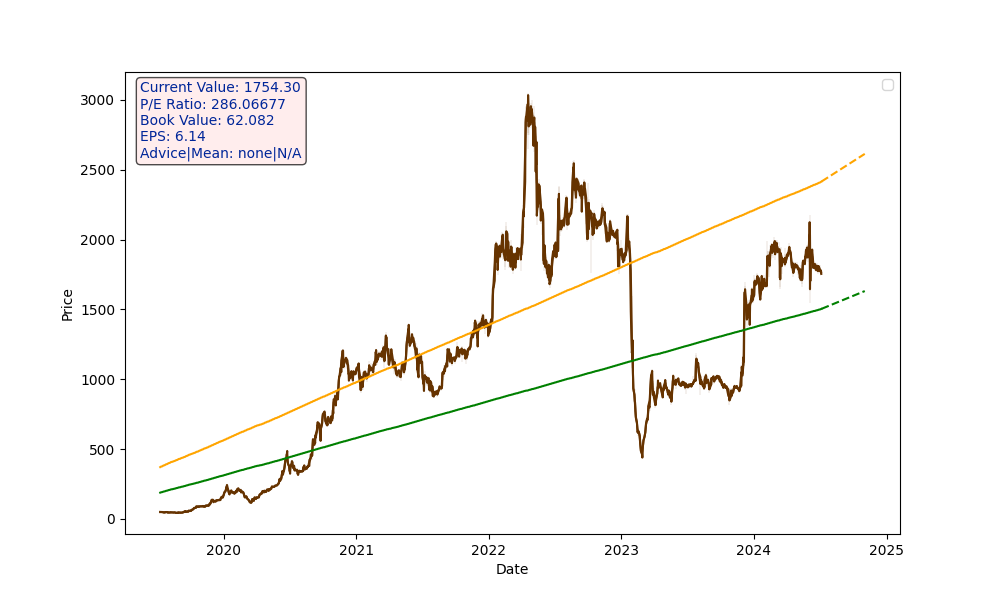 Current Value: 1754.30
P/E Ratio: 286.06677
Book Value: 62.082
EPS: 6.14
Advice|Mean: none|N/A
3000
2500
2000
1500
1000
500
0
Price
2020
2021
2022
2023
2024
2025
Date